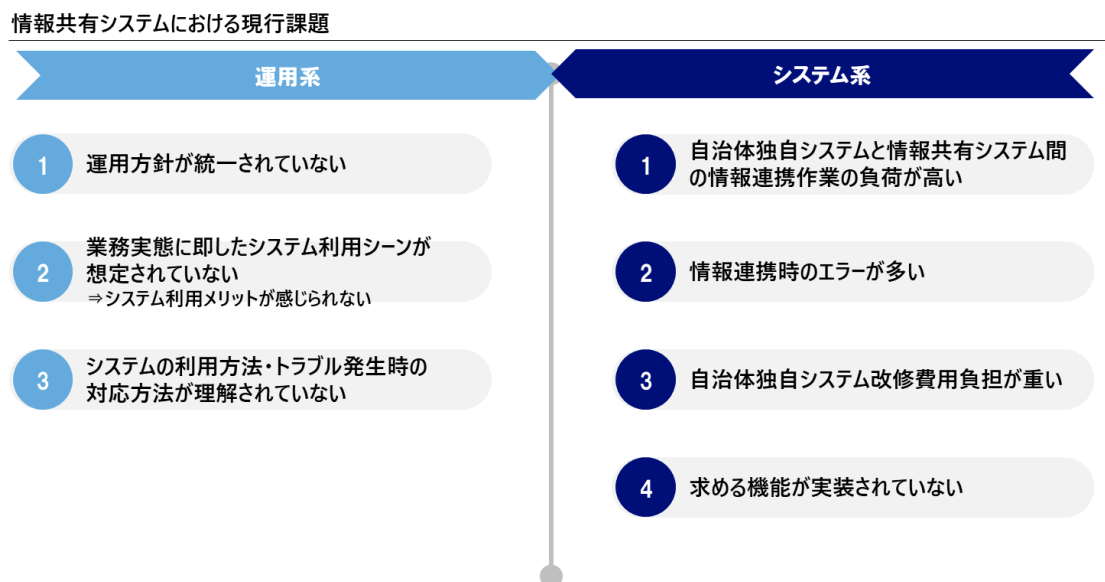 情報共有システムにおける現行課題
運用系
1
運用方針が統一されていない
2
業務実態に即したシステム利用シーンが
想定されていない
⇒システム利用メリットが感じられない
3
システムの利用方法・トラブル発生時の
対応方法が理解されていない
システム系
1
自治体独自システムと情報共有システム間
の情報連携作業の負荷が高い
2
情報連携時のエラーが多い
3
自治体独自システム改修費用負担が重い
4
求める機能が実装されていない